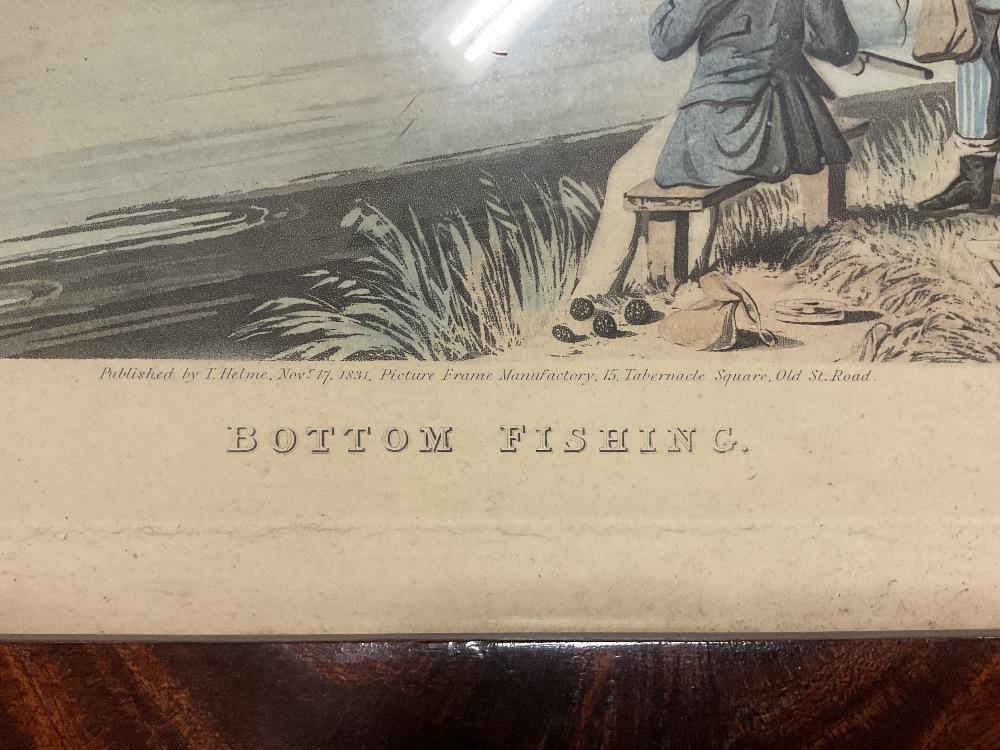 Published by I. Helme, Novr. 17, 1831, Picture Frame Manufactory, 15, Tabernacle Square, Old St. Road.
BOTTOM FISHING.